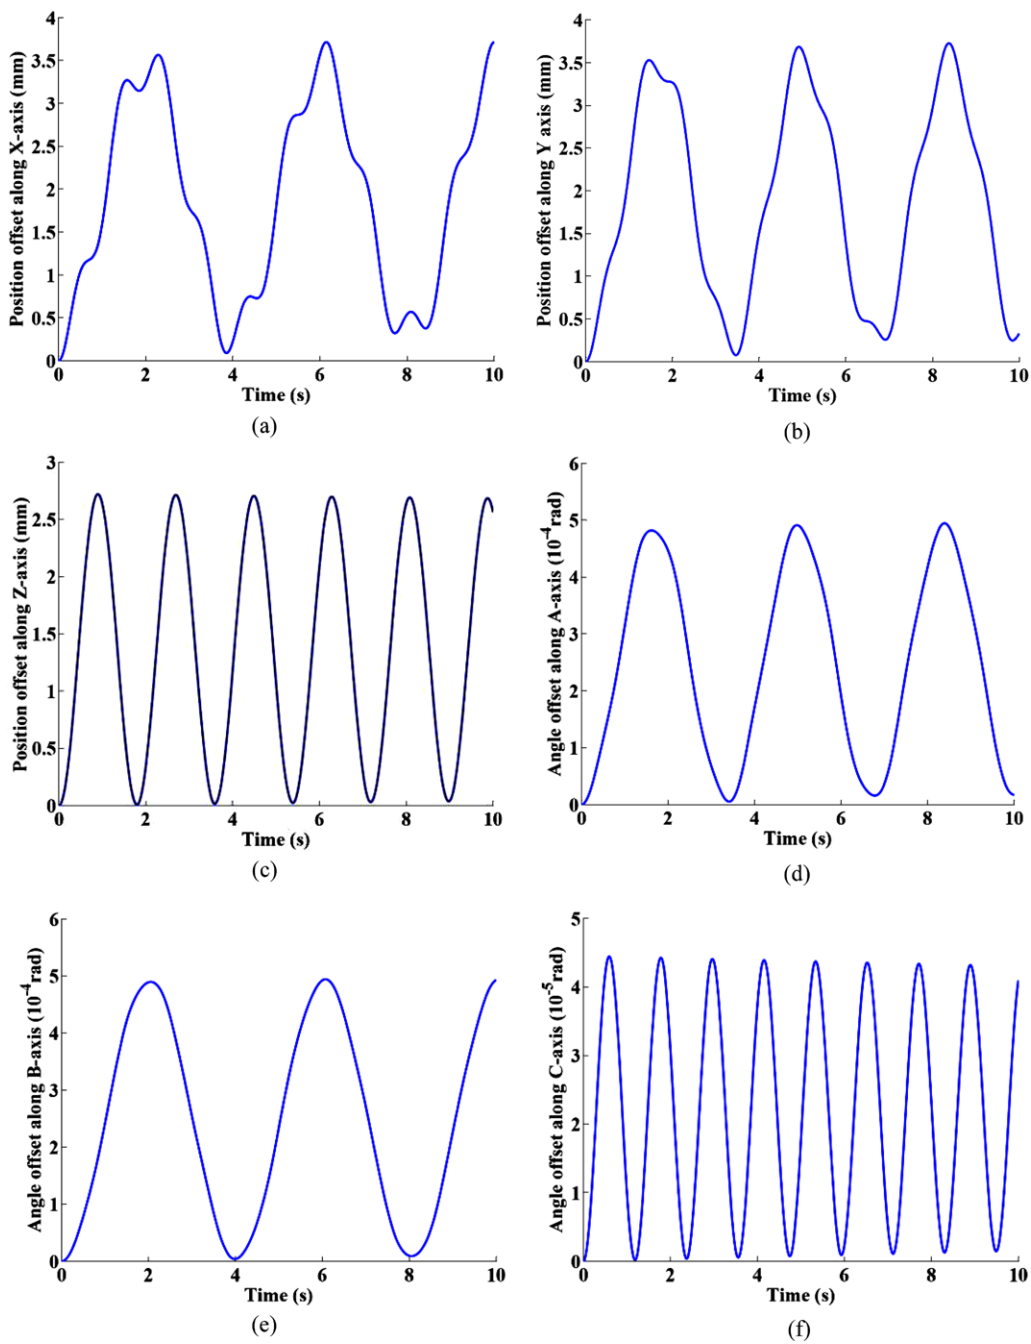 Position offset along X-axis (mm)
4
3.5
3
2.5
2
1.5
1
0.5
0
0 2 4 6 8 10
Time (s)
(a)
Position offset along Y axis (mm)
4
3.5
3
2.5
2
1.5
1
0.5
0
0 2 4 6 8 10
Time (s)
(b)
Position offset along Z-axis (mm)
3
2.5
2
1.5
1
0.5
0
0 2 4 6 8 10
Time (s)
(c)
Angle offset along A-axis (10⁻⁴rad)
6
5
4
3
2
1
0
0 2 4 6 8 10
Time (s)
(d)
Angle offset along B-axis (10⁻⁴rad)
6
5
4
3
2
1
0
0 2 4 6 8 10
Time (s)
(e)
Angle offset along C-axis (10⁻⁵rad)
5
4
3
2
1
0
0 2 4 6 8 10
Time (s)
(f)